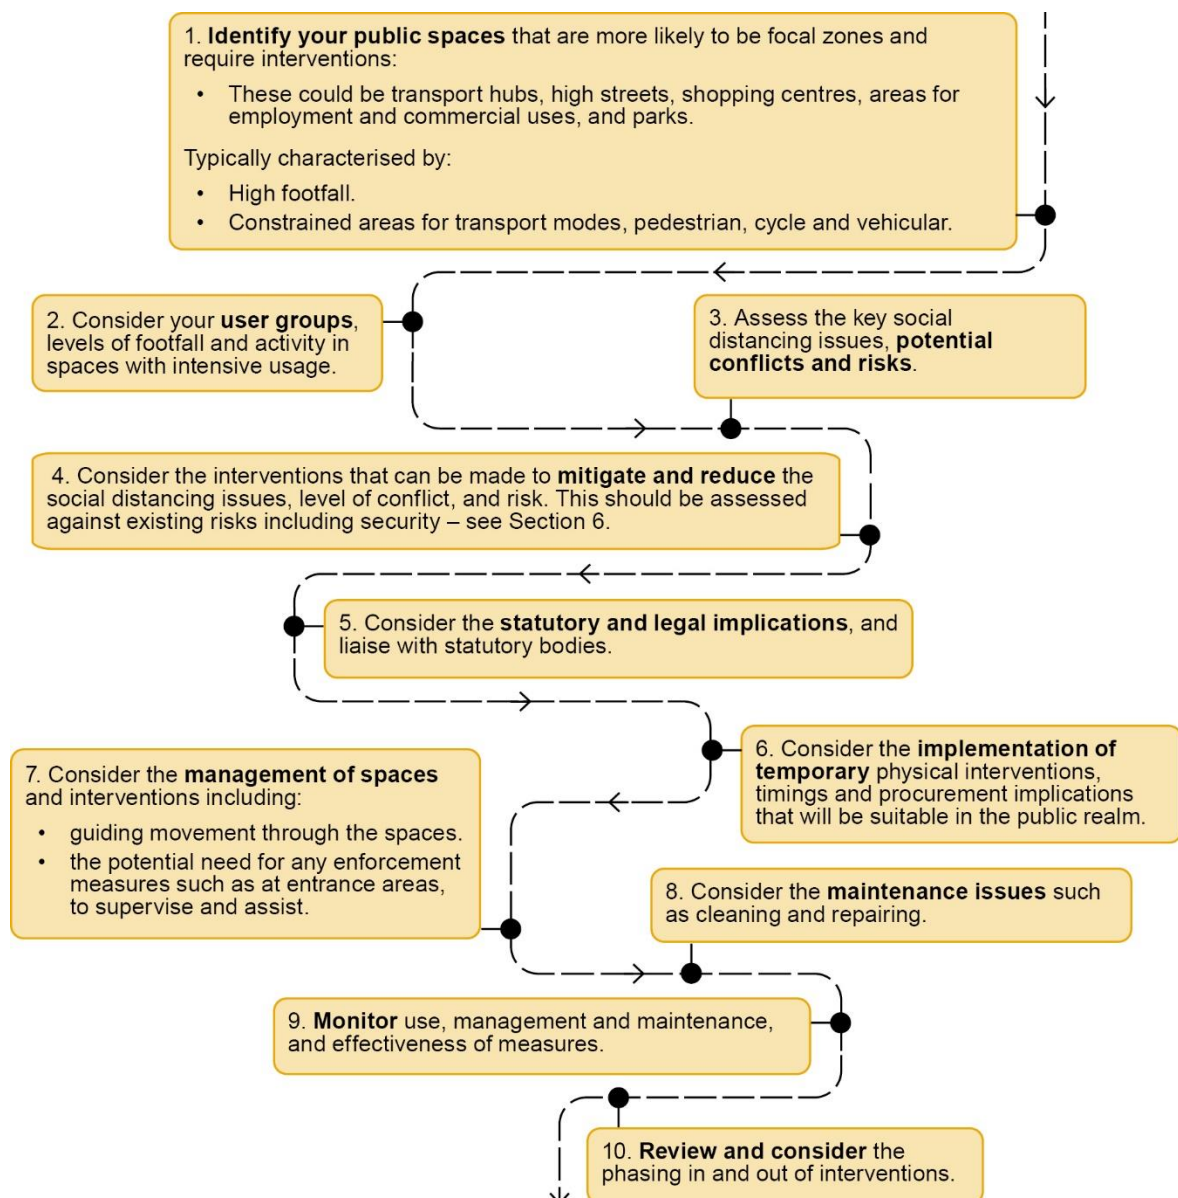 1. Identify your public spaces that are more likely to be focal zones and
require interventions:
• These could be transport hubs, high streets, shopping centres, areas for
employment and commercial uses, and parks.
Typically characterised by:
• High footfall.
• Constrained areas for transport modes, pedestrian, cycle and vehicular.
2. Consider your user groups,
levels of footfall and activity in
spaces with intensive usage.
3. Assess the key social
distancing issues, potential
conflicts and risks.
4. Consider the interventions that can be made to mitigate and reduce the
social distancing issues, level of conflict, and risk. This should be assessed
against existing risks including security – see Section 6.
5. Consider the statutory and legal implications, and
liaise with statutory bodies.
6. Consider the implementation of
temporary physical interventions,
timings and procurement implications
that will be suitable in the public realm.
7. Consider the management of spaces
and interventions including:
• guiding movement through the spaces.
• the potential need for any enforcement
measures such as at entrance areas,
to supervise and assist.
8. Consider the maintenance issues such
as cleaning and repairing.
9. Monitor use, management and maintenance,
and effectiveness of measures.
10. Review and consider the
phasing in and out of interventions.